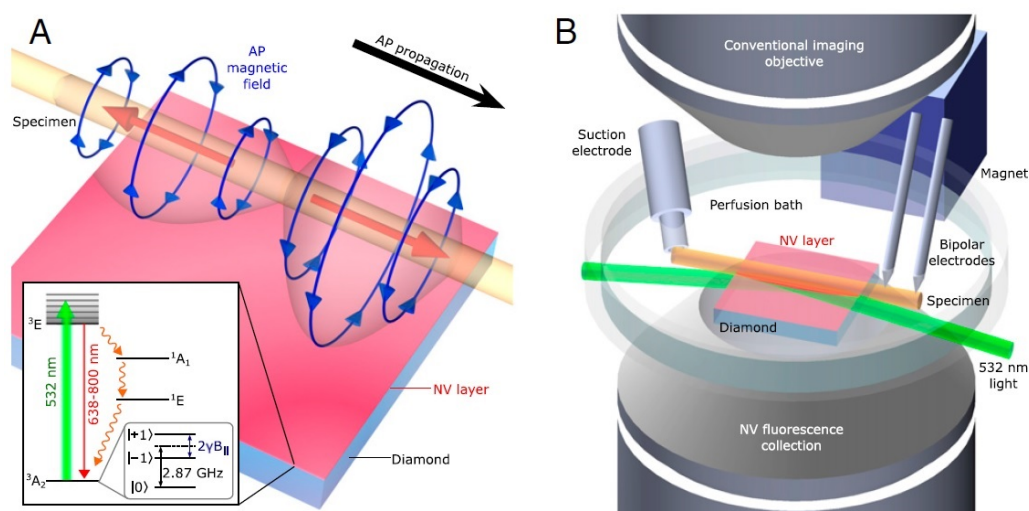 A
AP
magnetic
field
AP propagation
Specimen
³E
¹A₁
¹E
532 nm
638-800 nm
|+1⟩
|−1⟩
|0⟩
2γB∥
2.87 GHz
³A₂
NV layer
Diamond
B
Conventional imaging
objective
Suction
electrode
Magnet
Perfusion bath
NV layer
Bipolar
electrodes
Specimen
Diamond
532 nm
light
NV fluorescence
collection